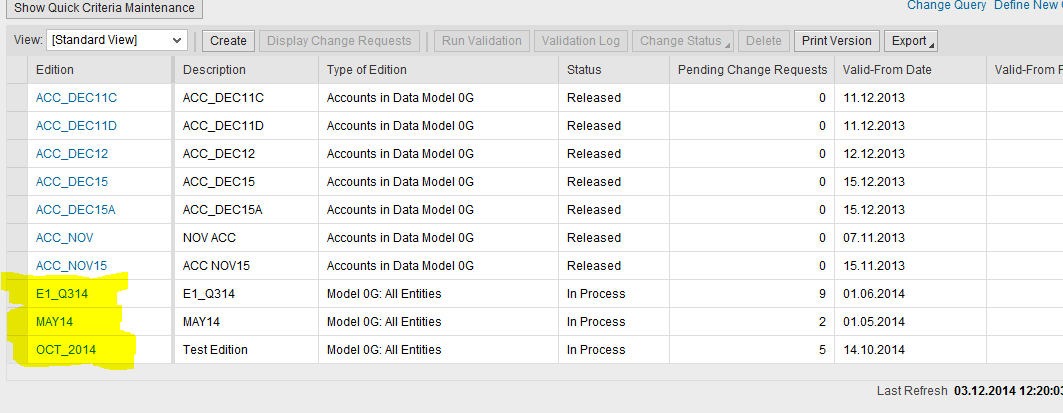 Show Quick Criteria Maintenance Change Query Define New
View: [Standard View] Create Display Change Requests Run Validation Validation Log Change Status Delete Print Version Export
Edition Description Type of Edition Status Pending Change Requests Valid-From Date Valid-From
ACC_DEC11C ACC_DEC11C Accounts in Data Model 0G Released 0 11.12.2013
ACC_DEC11D ACC_DEC11D Accounts in Data Model 0G Released 0 11.12.2013
ACC_DEC12 ACC_DEC12 Accounts in Data Model 0G Released 0 12.12.2013
ACC_DEC15 ACC_DEC15 Accounts in Data Model 0G Released 0 15.12.2013
ACC_DEC15A ACC_DEC15A Accounts in Data Model 0G Released 0 15.12.2013
ACC_NOV NOV ACC Accounts in Data Model 0G Released 0 07.11.2013
ACC_NOV15 ACC NOV15 Accounts in Data Model 0G Released 0 15.11.2013
E1_Q314 E1_Q314 Model 0G: All Entities In Process 9 01.06.2014
MAY14 MAY14 Model 0G: All Entities In Process 2 01.05.2014
OCT_2014 Test Edition Model 0G: All Entities In Process 5 14.10.2014
Last Refresh 03.12.2014 12:20:03